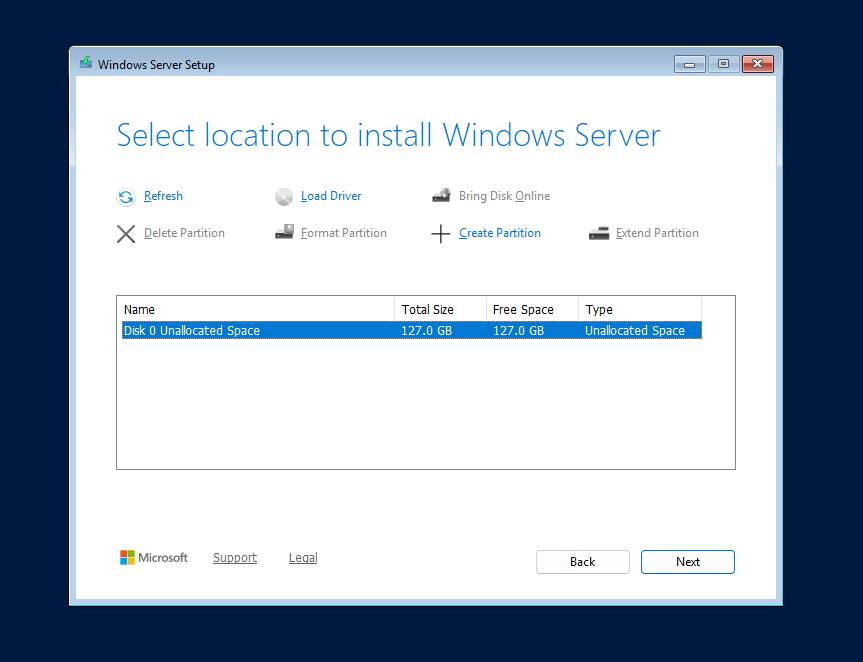 Windows Server Setup
Select location to install Windows Server
Refresh Load Driver Bring Disk Online
Delete Partition Format Partition Create Partition Extend Partition
Name Total Size Free Space Type
Disk 0 Unallocated Space 127.0 GB 127.0 GB Unallocated Space
Microsoft Support Legal Back Next